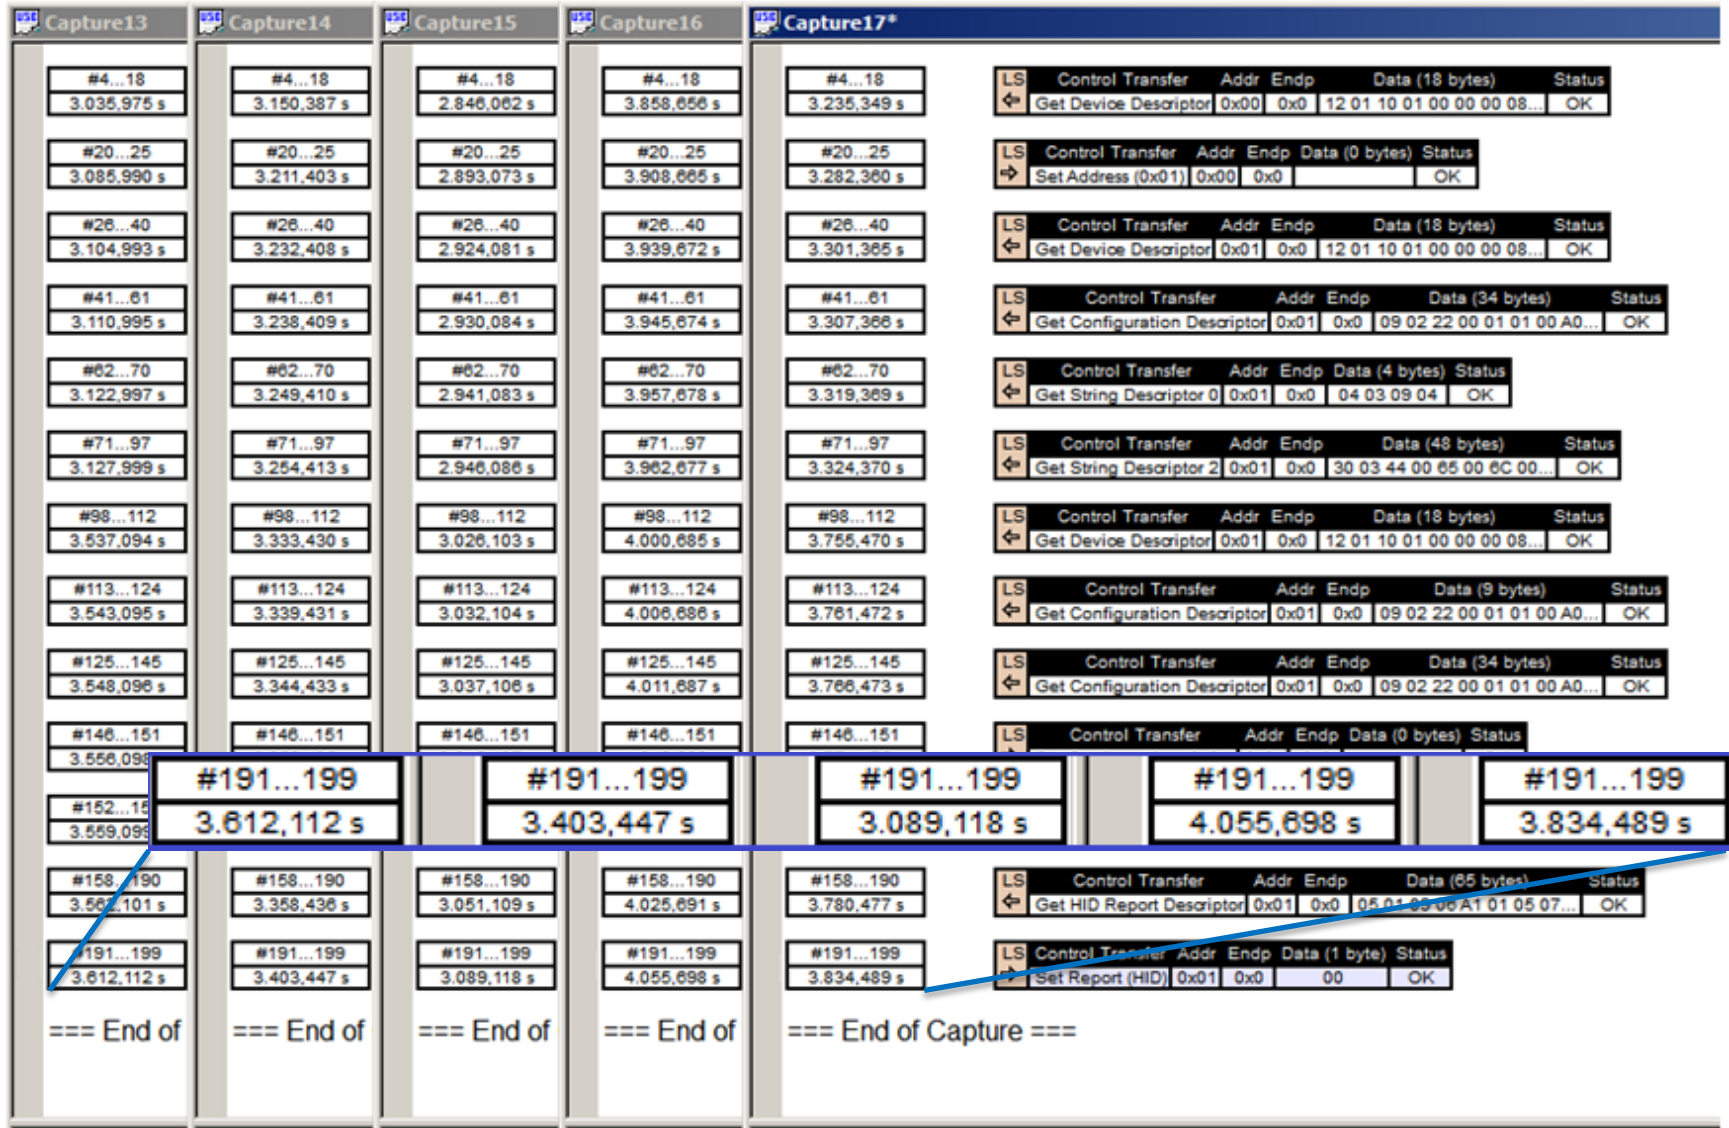 Capture13 Capture14 Capture15 Capture16 Capture17*
#4...18 #4...18 #4...18 #4...18 #4...18 LS Control Transfer Addr Endp Data (18 bytes) Status
3.035,975 s 3.150,387 s 2.846,062 s 3.858,656 s 3.235,349 s Get Device Descriptor 0x00 0x0 12 01 10 01 00 00 00 08... OK
#20...25 #20...25 #20...25 #20...25 #20...25 LS Control Transfer Addr Endp Data (0 bytes) Status
3.085,990 s 3.211,403 s 2.893,073 s 3.908,665 s 3.282,360 s Set Address (0x01) 0x00 0x0 OK
#26...40 #26...40 #26...40 #26...40 #26...40 LS Control Transfer Addr Endp Data (18 bytes) Status
3.104,993 s 3.232,408 s 2.924,081 s 3.939,672 s 3.301,365 s Get Device Descriptor 0x01 0x0 12 01 10 01 00 00 00 08... OK
#41...61 #41...61 #41...61 #41...61 #41...61 LS Control Transfer Addr Endp Data (34 bytes) Status
3.110,995 s 3.238,409 s 2.930,084 s 3.945,674 s 3.307,366 s Get Configuration Descriptor 0x01 0x0 09 02 22 00 01 01 00 A0... OK
#62...70 #62...70 #62...70 #62...70 #62...70 LS Control Transfer Addr Endp Data (4 bytes) Status
3.122,997 s 3.249,410 s 2.941,083 s 3.957,678 s 3.319,369 s Get String Descriptor 0 0x01 0x0 04 03 09 04 OK
#71...97 #71...97 #71...97 #71...97 #71...97 LS Control Transfer Addr Endp Data (48 bytes) Status
3.127,999 s 3.254,413 s 2.946,086 s 3.962,677 s 3.324,370 s Get String Descriptor 2 0x01 0x0 30 03 44 00 65 00 6C 00... OK
#98...112 #98...112 #98...112 #98...112 #98...112 LS Control Transfer Addr Endp Data (18 bytes) Status
3.537,094 s 3.333,430 s 3.026,103 s 4.000,685 s 3.755,470 s Get Device Descriptor 0x01 0x0 12 01 10 01 00 00 00 08... OK
#113...124 #113...124 #113...124 #113...124 #113...124 LS Control Transfer Addr Endp Data (9 bytes) Status
3.543,095 s 3.339,431 s 3.032,104 s 4.006,686 s 3.761,472 s Get Configuration Descriptor 0x01 0x0 09 02 22 00 01 01 00 A0... OK
#125...145 #125...145 #125...145 #125...145 #125...145 LS Control Transfer Addr Endp Data (34 bytes) Status
3.548,096 s 3.344,433 s 3.037,106 s 4.011,687 s 3.766,473 s Get Configuration Descriptor 0x01 0x0 09 02 22 00 01 01 00 A0... OK
#146...151 #146...151 #146...151 #146...151 #146...151 LS Control Transfer Addr Endp Data (0 bytes) Status
3.556,098
#191...199 #191...199 #191...199 #191...199 #191...199
#152...15
3.612,112 s 3.403,447 s 3.089,118 s 4.055,698 s 3.834,489 s
3.559,099
#158...190 #158...190 #158...190 #158...190 #158...190 LS Control Transfer Addr Endp Data (65 bytes) Status
3.562,101 s 3.358,436 s 3.051,109 s 4.025,691 s 3.780,477 s Get HID Report Descriptor 0x01 0x0 05 01 09 06 A1 01 05 07... OK
#191...199 #191...199 #191...199 #191...199 #191...199 LS Control Transfer Addr Endp Data (1 byte) Status
3.612,112 s 3.403,447 s 3.089,118 s 4.055,698 s 3.834,489 s Set Report (HID) 0x01 0x0 00 OK
=== End of === End of === End of === End of === End of Capture ===